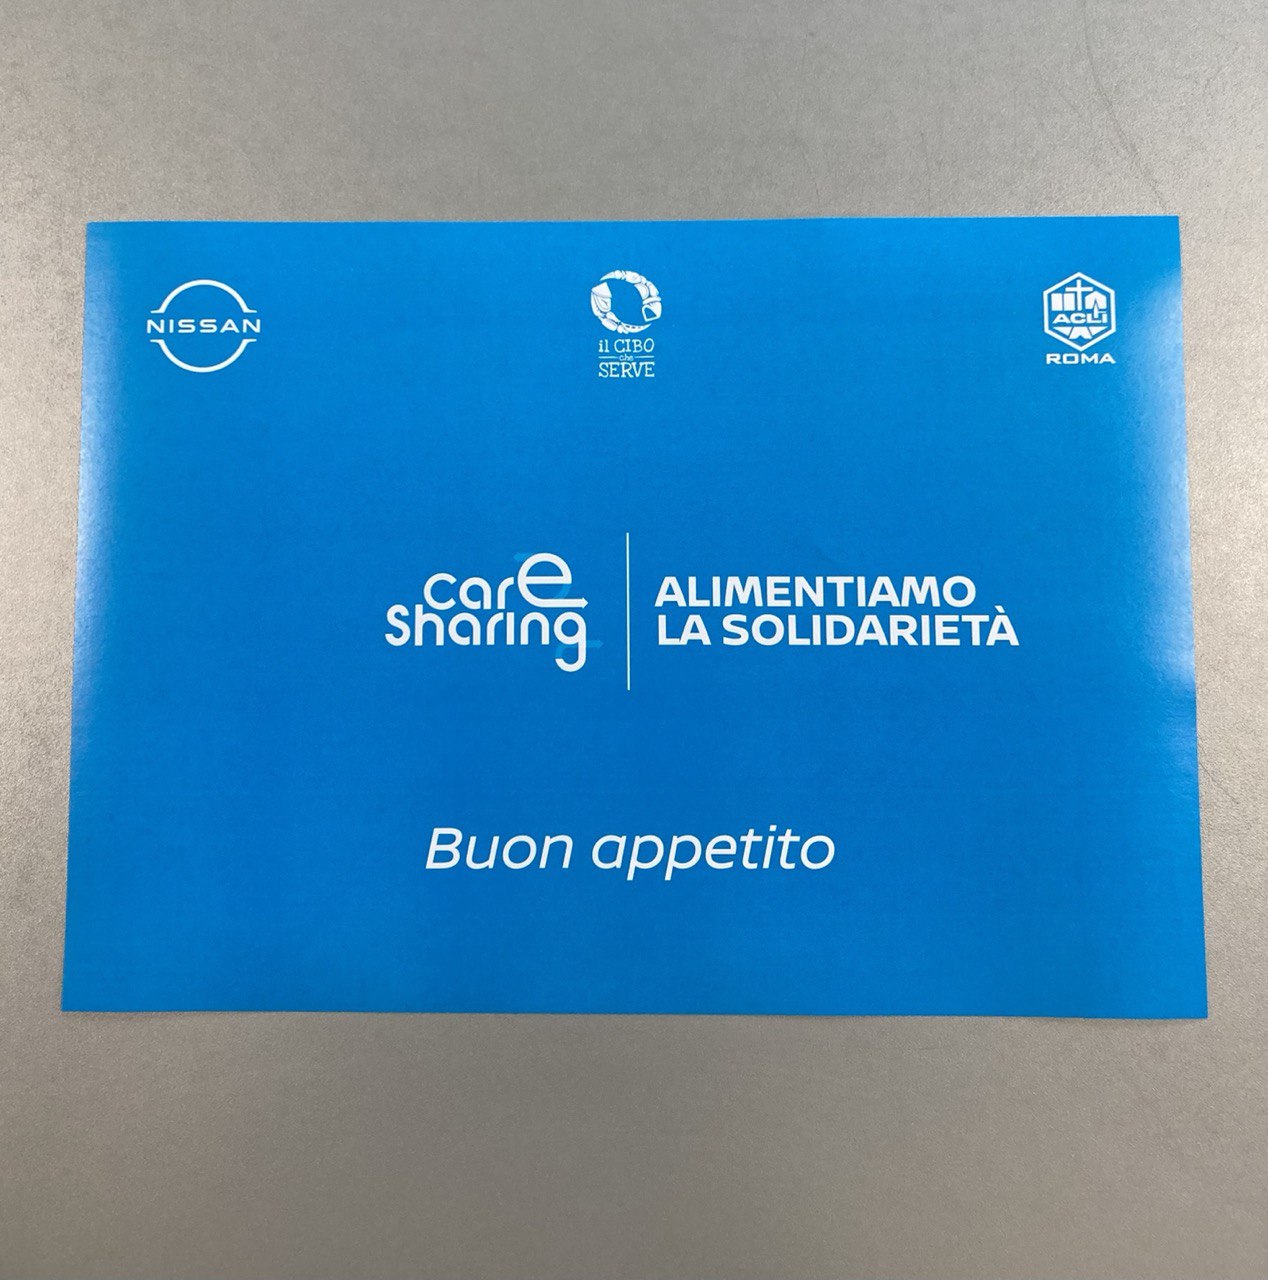 NISSAN
il CIBO
che
SERVE
ACLi
ROMA
care
Sharing
ALIMENTIAMO
LA SOLIDARIETÀ
Buon appetito